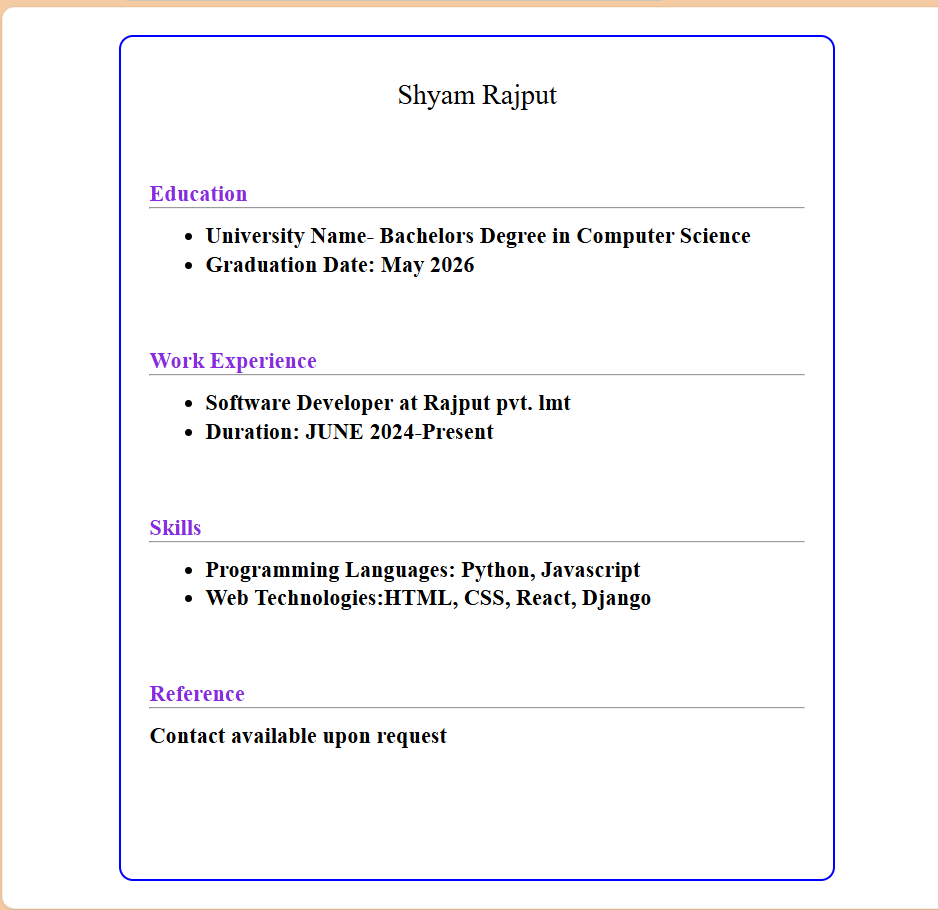 Shyam Rajput
Education
University Name- Bachelors Degree in Computer Science
Graduation Date: May 2026
Work Experience
Software Developer at Rajput pvt. lmt
Duration: JUNE 2024-Present
Skills
Programming Languages: Python, Javascript
Web Technologies:HTML, CSS, React, Django
Reference
Contact available upon request